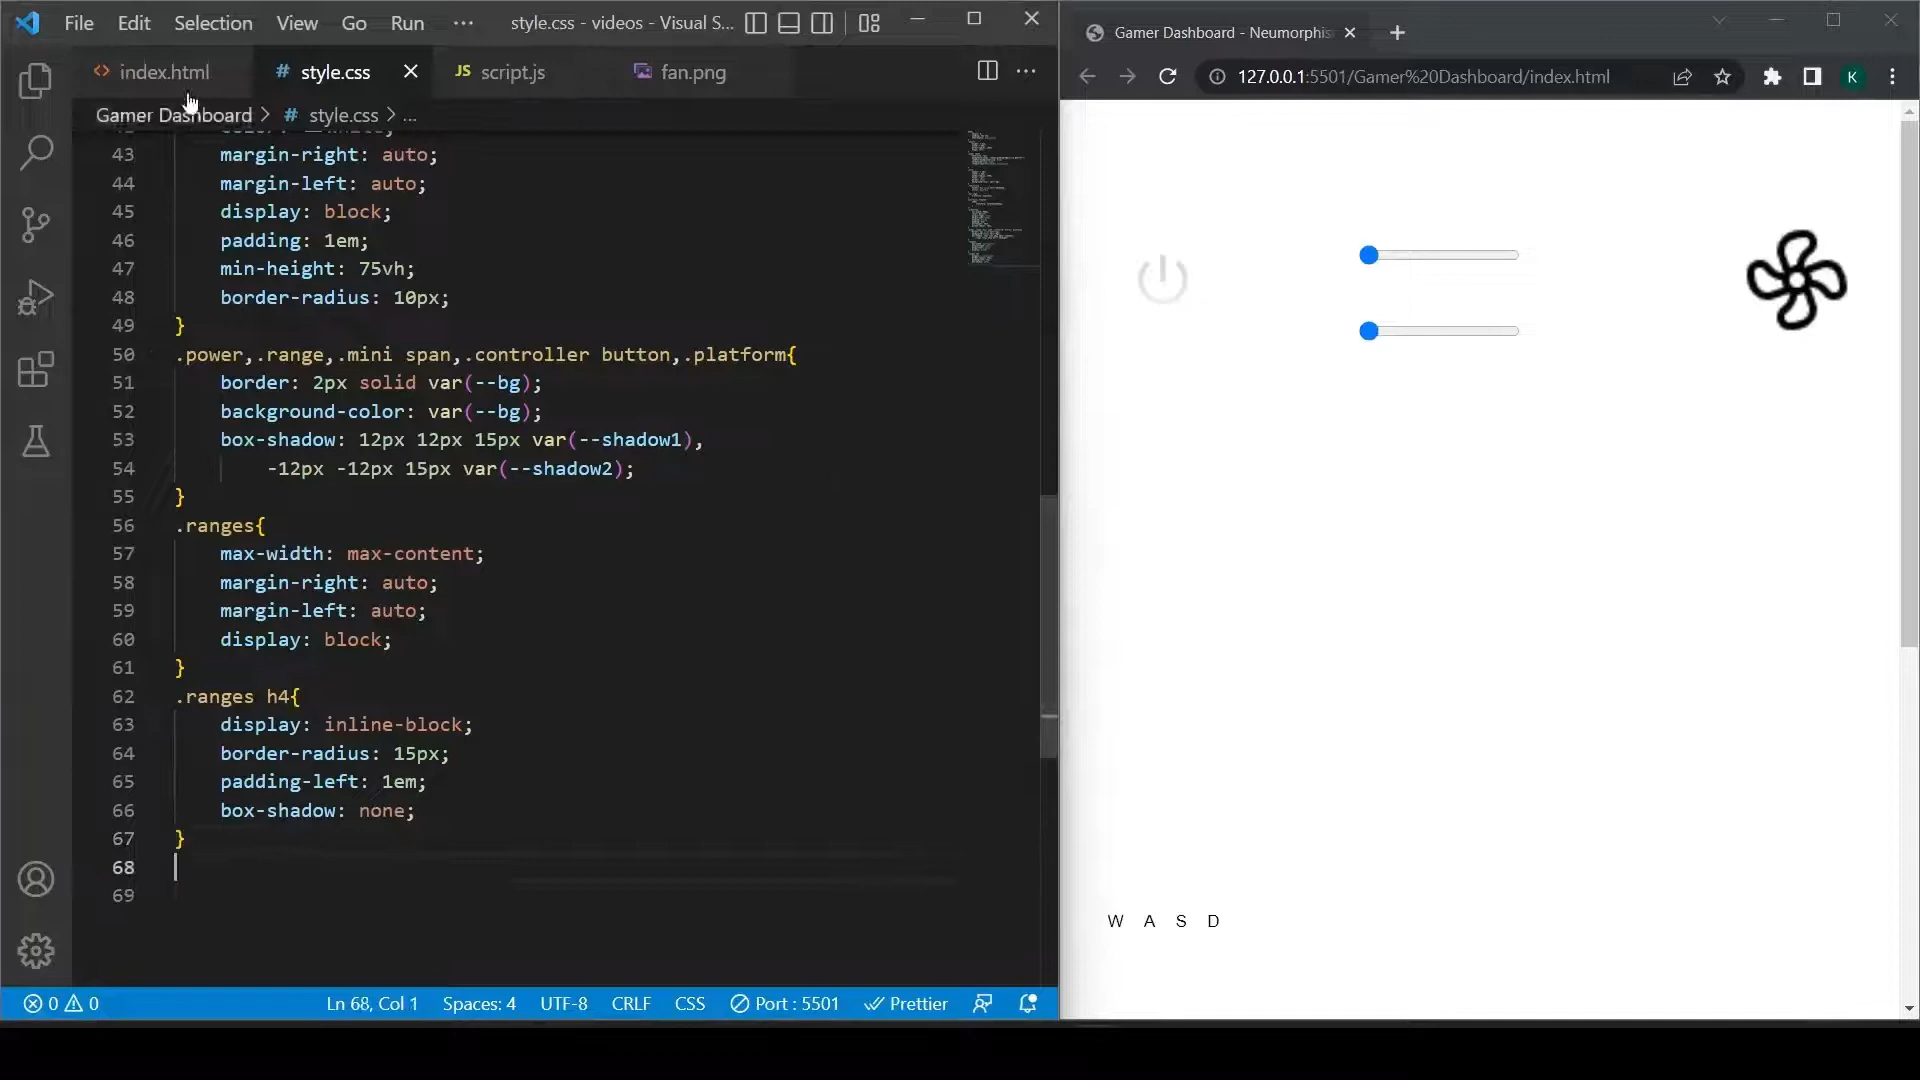 File Edit Selection View Go Run ··· style.css - videos - Visual S...
index.html # style.css JS script.js fan.png
Gamer Dashboard > # style.css > ...
43 margin-right: auto;
44 margin-left: auto;
45 display: block;
46 padding: 1em;
47 min-height: 75vh;
48 border-radius: 10px;
49 }
50 .power,.range,.mini span,.controller button,.platform{
51 border: 2px solid var(--bg);
52 background-color: var(--bg);
53 box-shadow: 12px 12px 15px var(--shadow1),
54 -12px -12px 15px var(--shadow2);
55 }
56 .ranges{
57 max-width: max-content;
58 margin-right: auto;
59 margin-left: auto;
60 display: block;
61 }
62 .ranges h4{
63 display: inline-block;
64 border-radius: 15px;
65 padding-left: 1em;
66 box-shadow: none;
67 }
68
69
0 0 Ln 68, Col 1 Spaces: 4 UTF-8 CRLF CSS Port : 5501 Prettier
Gamer Dashboard - Neumorphis
127.0.0.1:5501/Gamer%20Dashboard/index.html K
W A S D